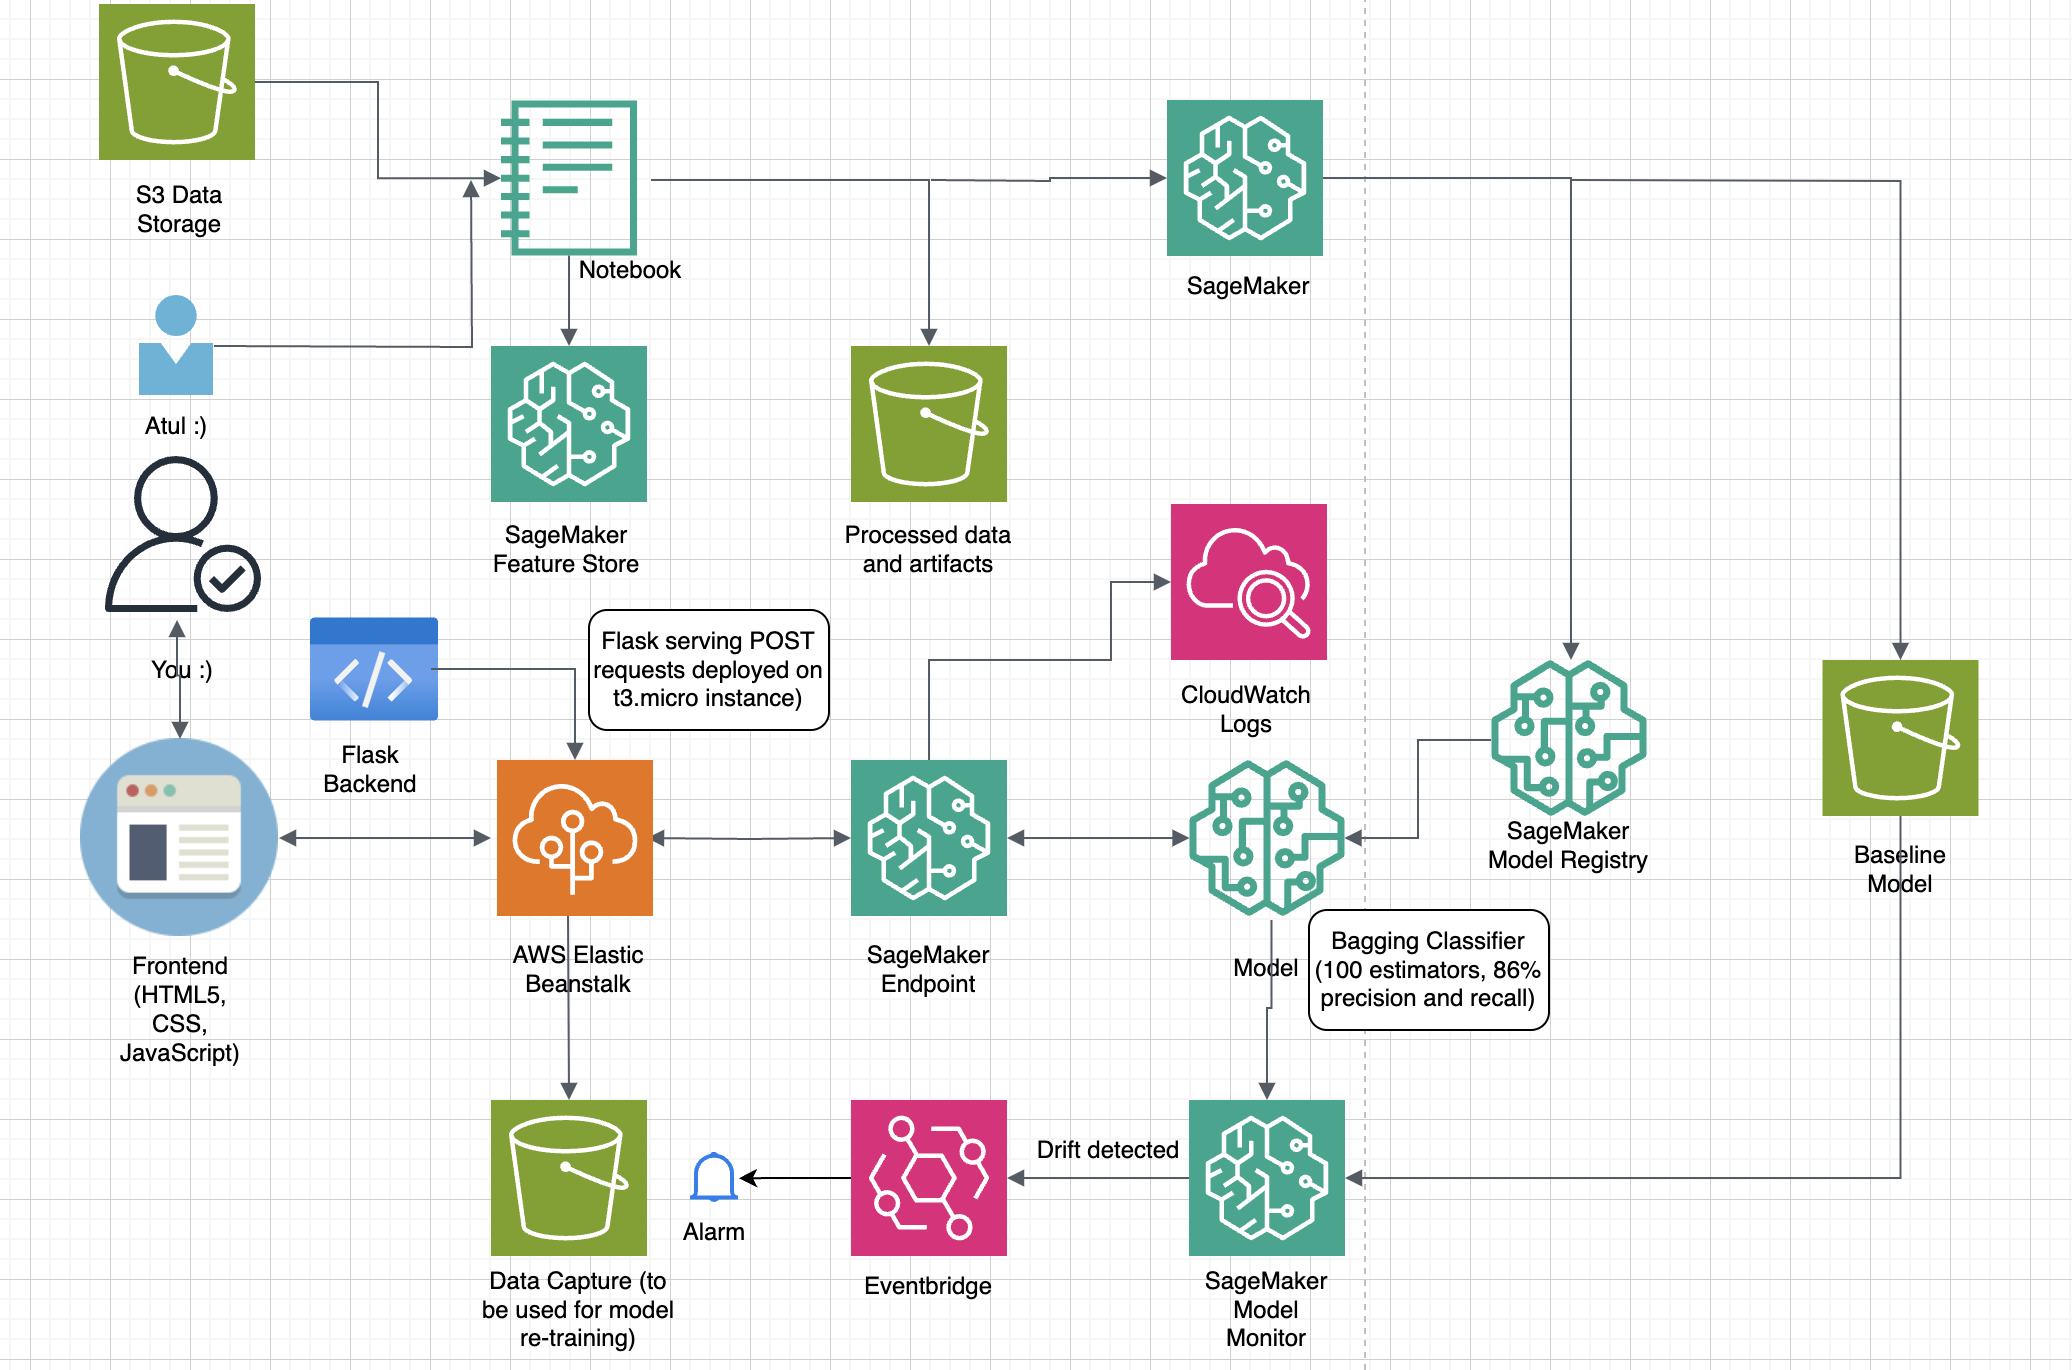 S3 Data
Storage
Notebook
SageMaker
Atul :)
SageMaker
Feature Store
Processed data
and artifacts
You :)
Flask
Backend
Flask serving POST
requests deployed on
t3.micro instance)
CloudWatch
Logs
SageMaker
Model Registry
Baseline
Model
Frontend
(HTML5,
CSS,
JavaScript)
AWS Elastic
Beanstalk
SageMaker
Endpoint
Model
Bagging Classifier
(100 estimators, 86%
precision and recall)
Data Capture (to
be used for model
re-training)
Alarm
Eventbridge
Drift detected
SageMaker
Model
Monitor